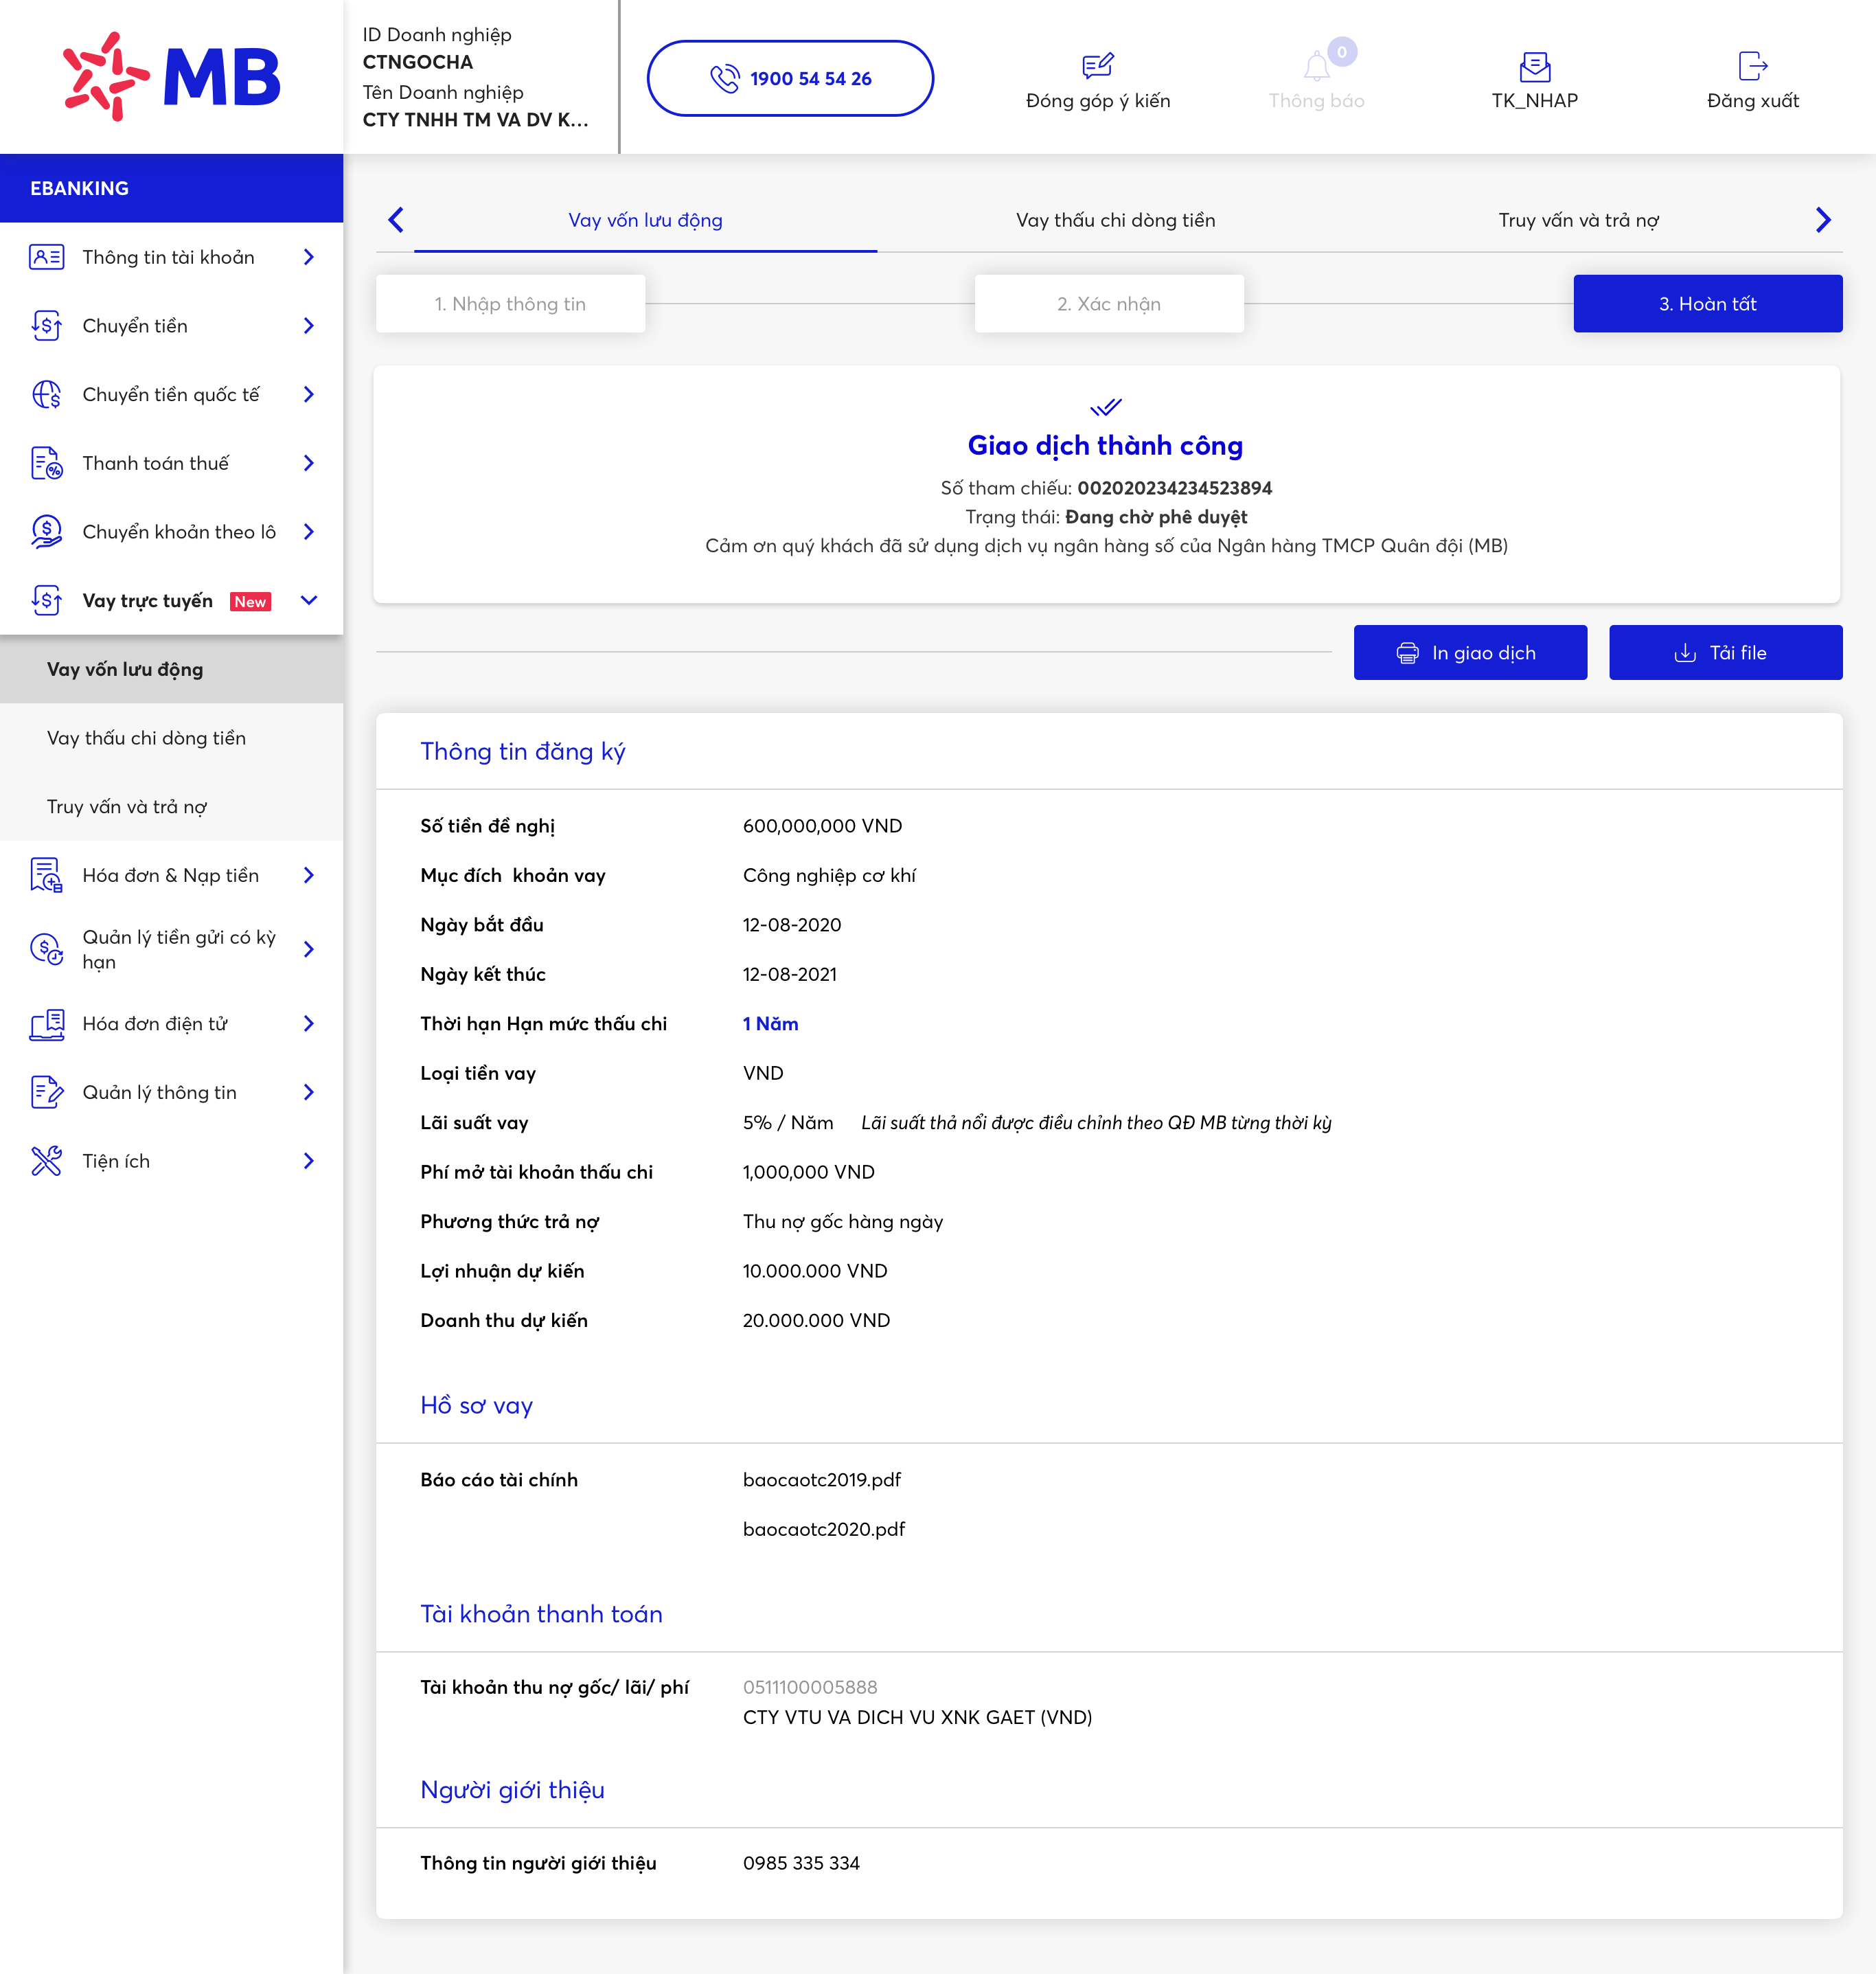 MB
ID Doanh nghiệp
CTNGOCHA
Tên Doanh nghiệp
CTY TNHH TM VA DV K...
1900 54 54 26
Đóng góp ý kiến
0
Thông báo
TK_NHAP
Đăng xuất
EBANKING
Thông tin tài khoản
Chuyển tiền
Chuyển tiền quốc tế
Thanh toán thuế
Chuyển khoản theo lô
Vay trực tuyến New
Vay vốn lưu động
Vay thấu chi dòng tiền
Truy vấn và trả nợ
Hóa đơn & Nạp tiền
Quản lý tiền gửi có kỳ
hạn
Hóa đơn điện tử
Quản lý thông tin
Tiện ích
Vay vốn lưu động Vay thấu chi dòng tiền Truy vấn và trả nợ
1. Nhập thông tin 2. Xác nhận 3. Hoàn tất
Giao dịch thành công
Số tham chiếu: 002020234234523894
Trạng thái: Đang chờ phê duyệt
Cảm ơn quý khách đã sử dụng dịch vụ ngân hàng số của Ngân hàng TMCP Quân đội (MB)
In giao dịch Tải file
Thông tin đăng ký
Số tiền đề nghị 600,000,000 VND
Mục đích khoản vay Công nghiệp cơ khí
Ngày bắt đầu 12-08-2020
Ngày kết thúc 12-08-2021
Thời hạn Hạn mức thấu chi 1 Năm
Loại tiền vay VND
Lãi suất vay 5% / Năm Lãi suất thả nổi được điều chỉnh theo QĐ MB từng thời kỳ
Phí mở tài khoản thấu chi 1,000,000 VND
Phương thức trả nợ Thu nợ gốc hàng ngày
Lợi nhuận dự kiến 10.000.000 VND
Doanh thu dự kiến 20.000.000 VND
Hồ sơ vay
Báo cáo tài chính baocaotc2019.pdf
baocaotc2020.pdf
Tài khoản thanh toán
Tài khoản thu nợ gốc/ lãi/ phí 0511100005888
CTY VTU VA DICH VU XNK GAET (VND)
Người giới thiệu
Thông tin người giới thiệu 0985 335 334